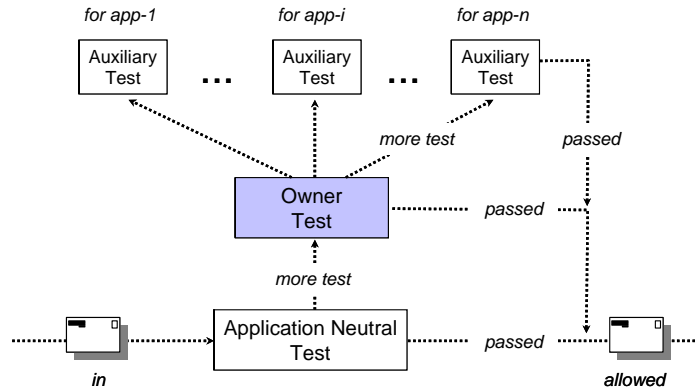 for app-1
for app-i
for app-n
Auxiliary
Test
...
Auxiliary
Test
...
Auxiliary
Test
more test
passed
Owner
Test
passed
more test
Application Neutral
Test
passed
in
allowed